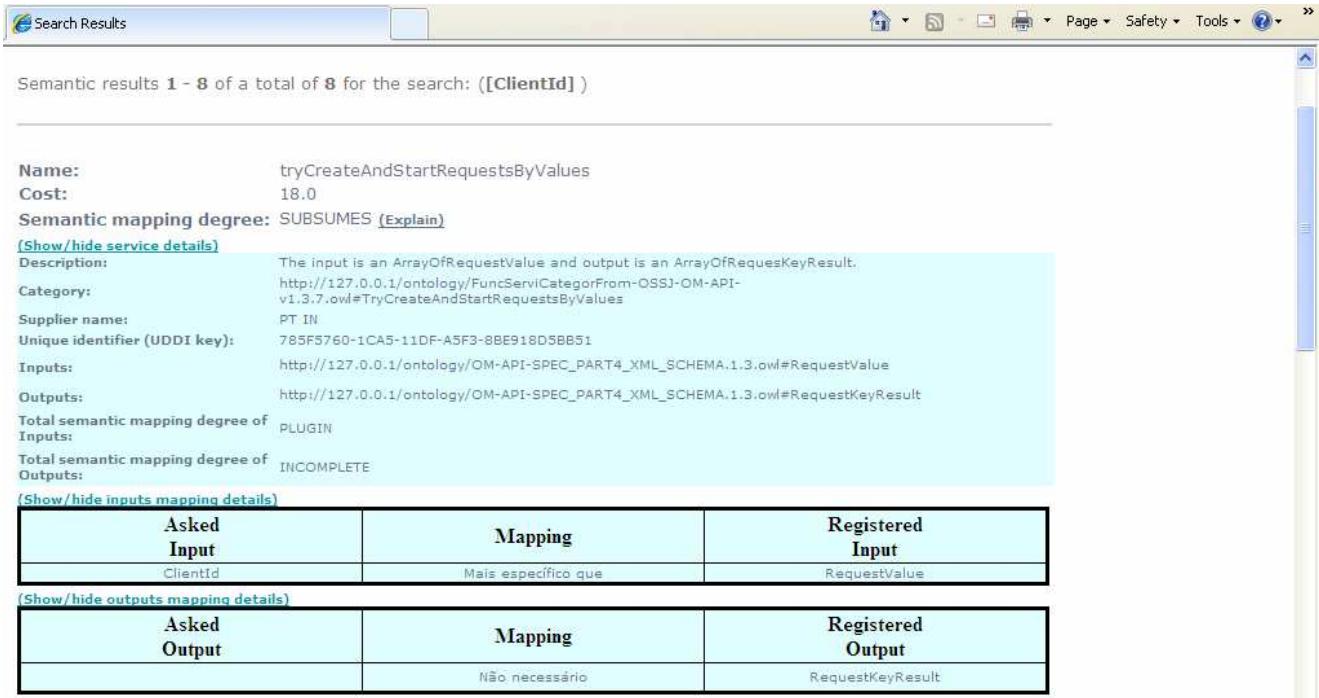 Search Results
Page Safety Tools »
Semantic results 1 - 8 of a total of 8 for the search: ([ClientId] )
Name: tryCreateAndStartRequestsByValues
Cost: 18.0
Semantic mapping degree: SUBSUMES (Explain)
(Show/hide service details)
Description: The input is an ArrayOfRequestValue and output is an ArrayOfRequesKeyResult.
Category: http://127.0.0.1/ontology/FuncServiCategorFrom-OSSJ-OM-API-
v1.3.7.owl#TryCreateAndStartRequestsByValues
Supplier name: PT IN
Unique identifier (UDDI key): 785F5760-1CA5-11DF-A5F3-8BE918D5BB51
Inputs: http://127.0.0.1/ontology/OM-API-SPEC_PART4_XML_SCHEMA.1.3.owl#RequestValue
Outputs: http://127.0.0.1/ontology/OM-API-SPEC_PART4_XML_SCHEMA.1.3.owl#RequestKeyResult
Total semantic mapping degree of
Inputs: PLUGIN
Total semantic mapping degree of
Outputs: INCOMPLETE
(Show/hide inputs mapping details)
Asked Input Mapping Registered Input
ClientId Mais específico que RequestValue
(Show/hide outputs mapping details)
Asked Output Mapping Registered Output
Não necessário RequestKeyResult